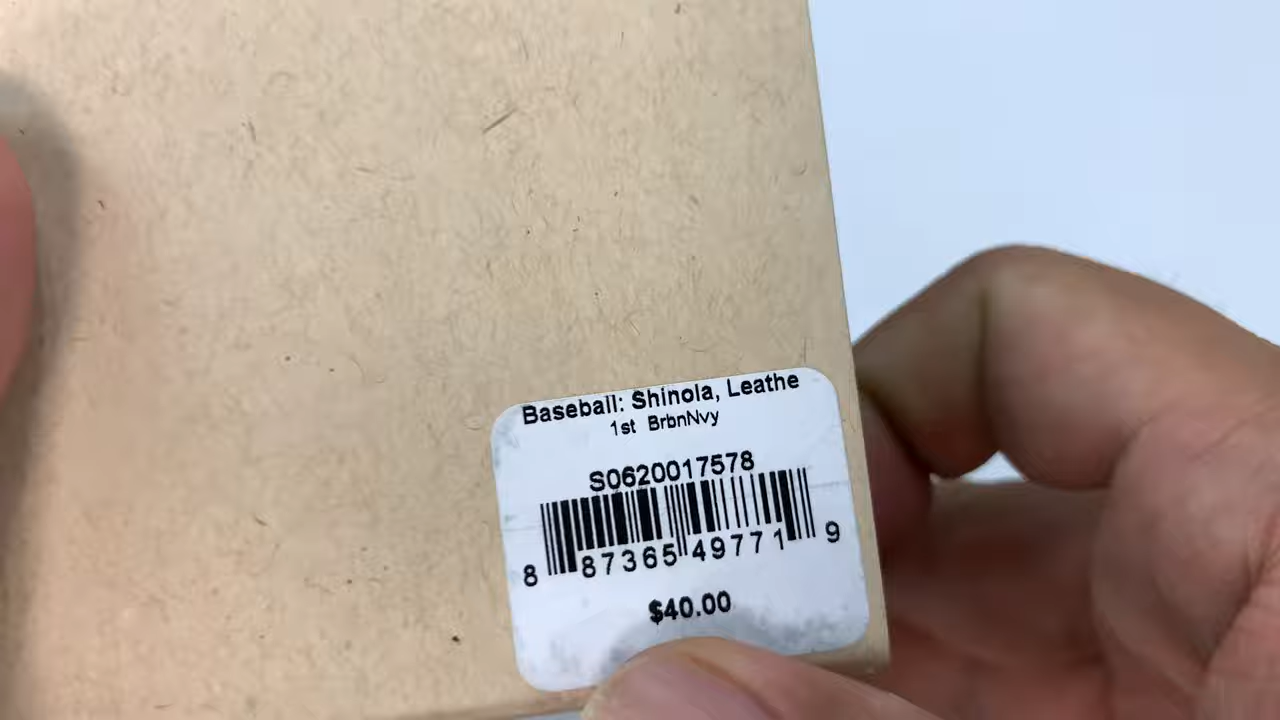 Baseball: Shinola, Leathe
1st BrbnNvy
S0620017578
8 87365 49771 9
$40.00